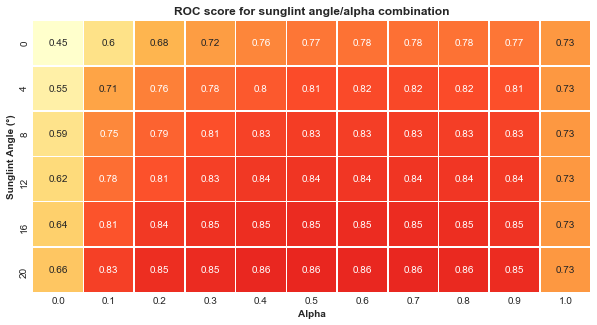 ROC score for sunglint angle/alpha combination
Sunglint Angle (°)
0 0.45 0.6 0.68 0.72 0.76 0.77 0.78 0.78 0.78 0.77 0.73
4 0.55 0.71 0.76 0.78 0.8 0.81 0.82 0.82 0.82 0.81 0.73
8 0.59 0.75 0.79 0.81 0.83 0.83 0.83 0.83 0.83 0.83 0.73
12 0.62 0.78 0.81 0.83 0.84 0.84 0.84 0.84 0.84 0.84 0.73
16 0.64 0.81 0.84 0.85 0.85 0.85 0.85 0.85 0.85 0.85 0.73
20 0.66 0.83 0.85 0.85 0.86 0.86 0.86 0.86 0.86 0.85 0.73
0.0 0.1 0.2 0.3 0.4 0.5 0.6 0.7 0.8 0.9 1.0
Alpha